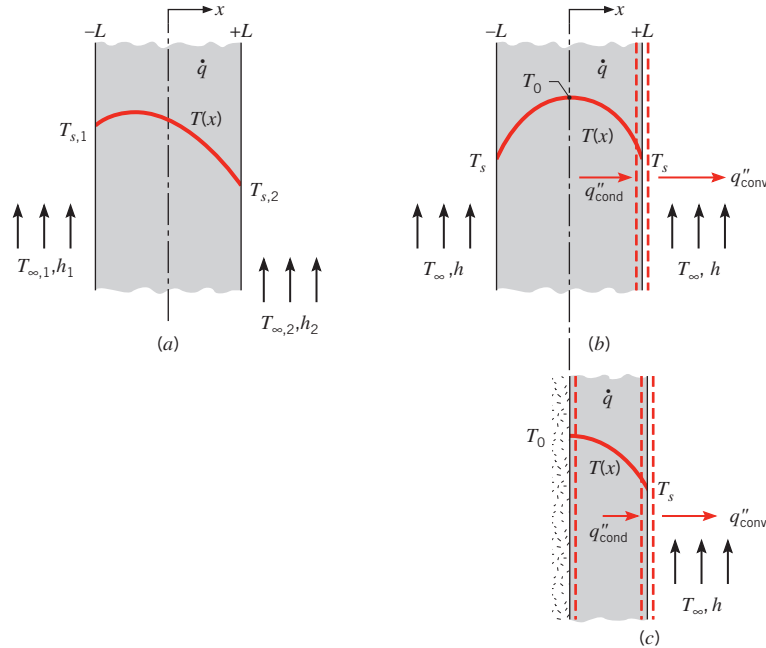 x
−L
+L
q̇
T(x)
T_{s,1}
T_{s,2}
T_{∞,1}, h_1
T_{∞,2}, h_2
(a)
x
−L
+L
q̇
T_0
T(x)
T_s
T_s
q″_{cond}
q″_{conv}
T_∞, h
T_∞, h
(b)
q̇
T_0
T(x)
T_s
q″_{cond}
q″_{conv}
T_∞, h
(c)